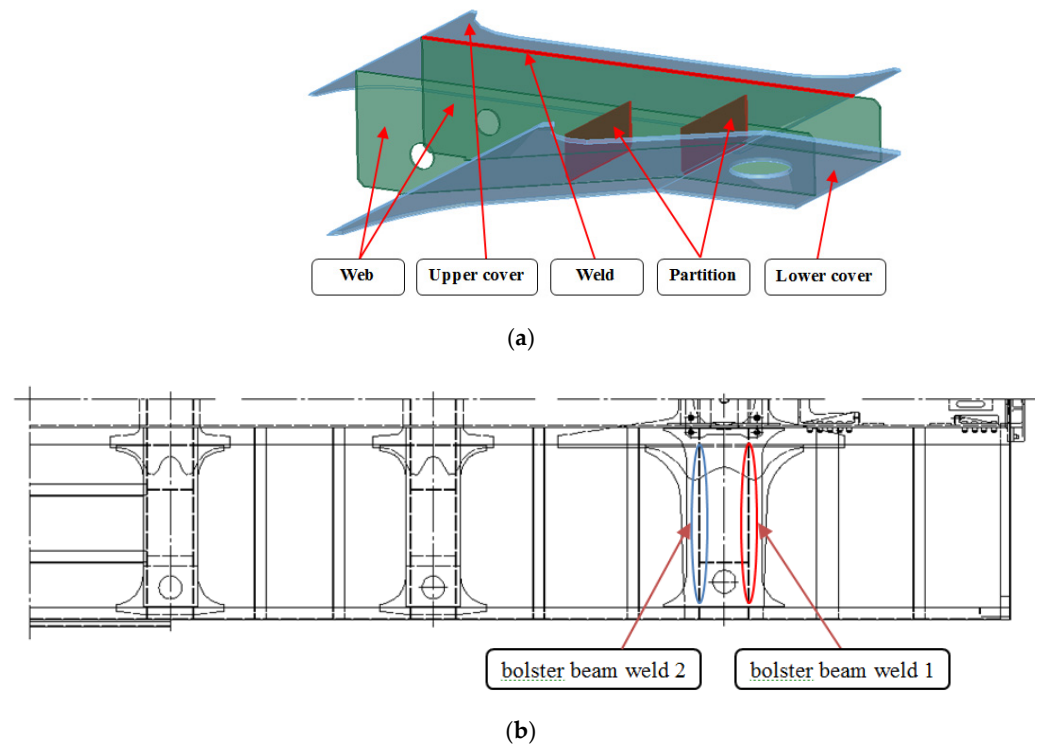 Web
Upper cover
Weld
Partition
Lower cover
(a)
bolster beam weld 2
bolster beam weld 1
(b)